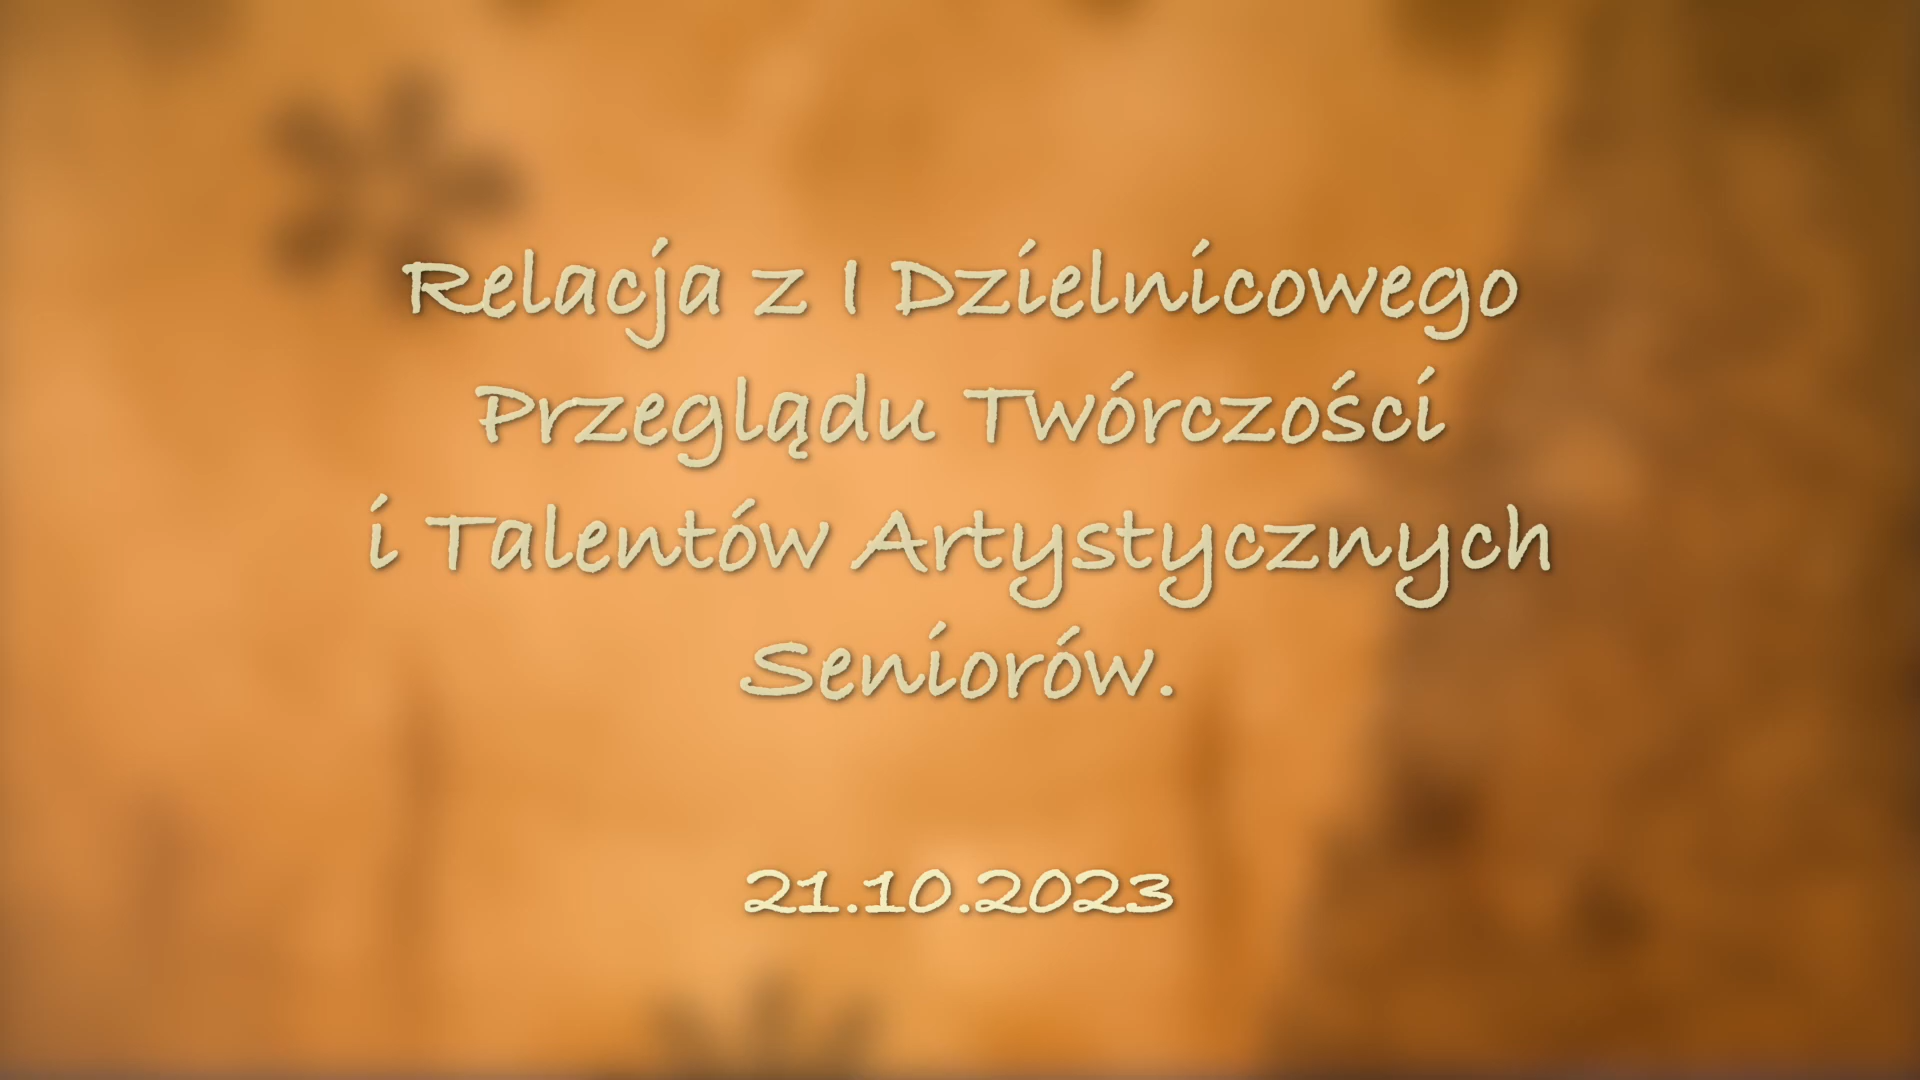 Relacja z I Dzielnicowego
Przeglądu Twórczości
i Talentów Artystycznych
Seniorów.
21.10.2023